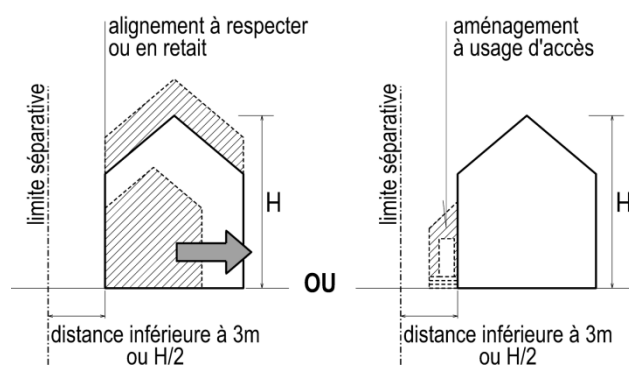 alignement à respecter
ou en retait
limite séparative
H
distance inférieure à 3m
ou H/2
OU
aménagement
à usage d'accès
limite séparative
H
distance inférieure à 3m
ou H/2